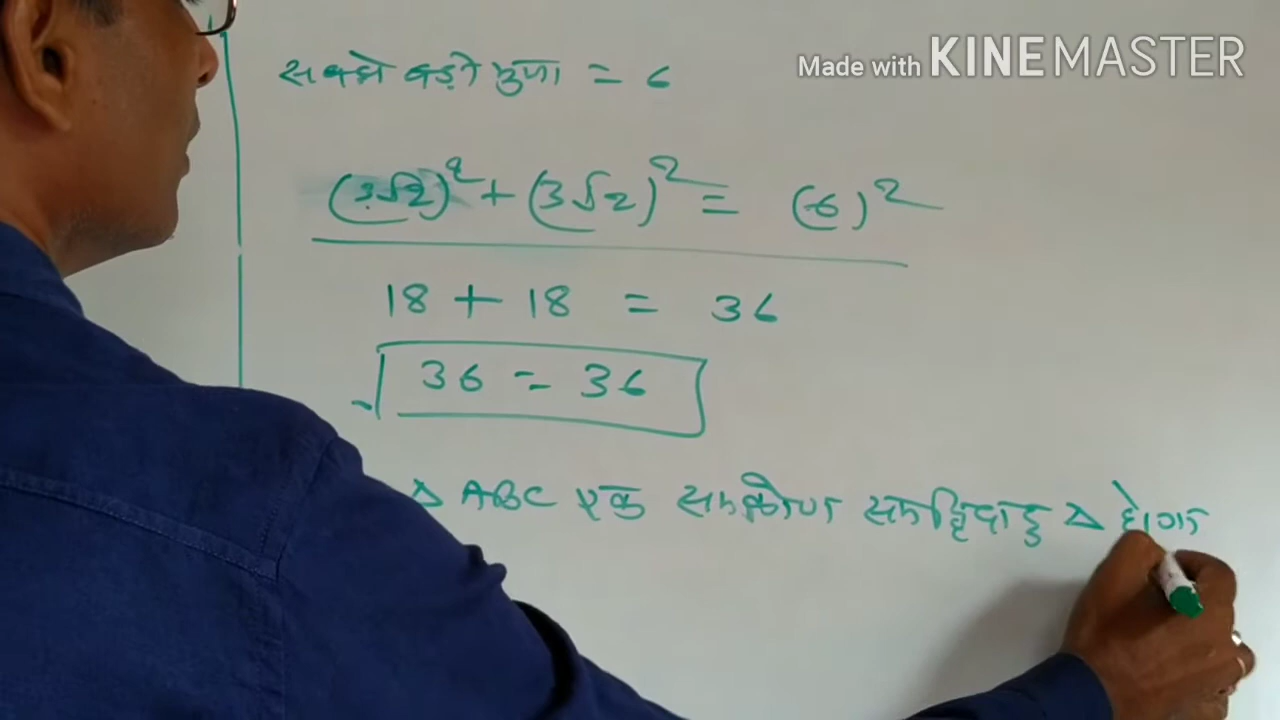 Made with KINEMASTER
सबसे बड़ी भुजा = 6
(3√2)² + (3√2)² = (6)²
18 + 18 = 36
36 = 36
Δ ABC एक समकोण समद्विबाहु Δ होगा